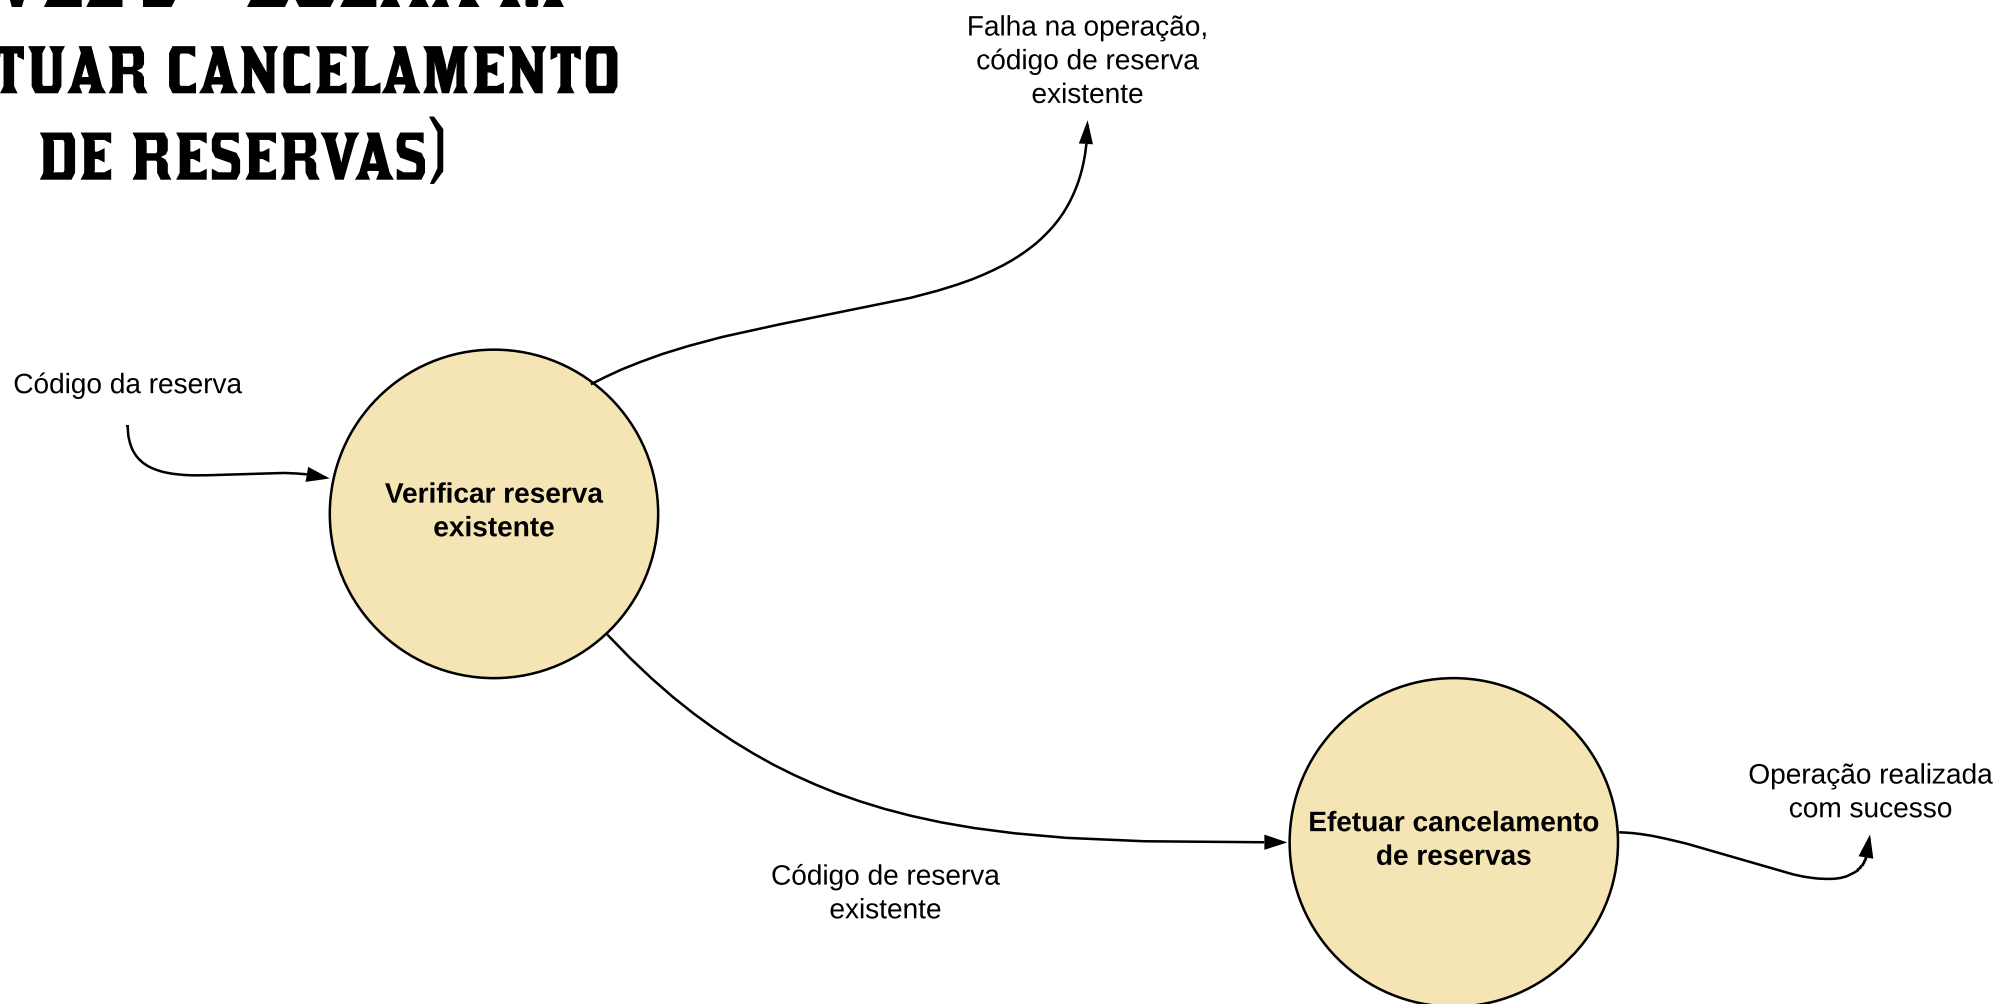 TUAR CANCELAMENTO
DE RESERVAS)
Falha na operação,
código de reserva
existente
Código da reserva
Verificar reserva
existente
Código de reserva
existente
Efetuar cancelamento
de reservas
Operação realizada
com sucesso